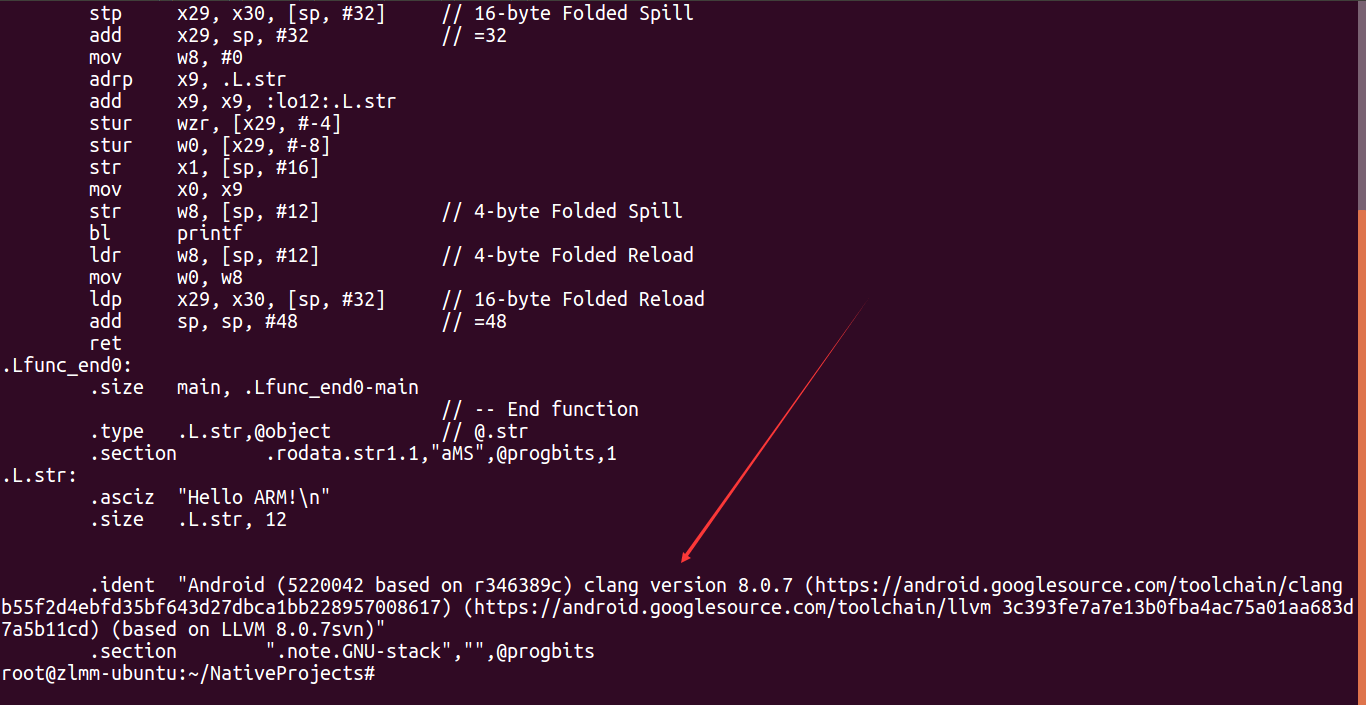 stp x29, x30, [sp, #32] // 16-byte Folded Spill
add x29, sp, #32 // =32
mov w8, #0
adrp x9, .L.str
add x9, x9, :lo12:.L.str
stur wzr, [x29, #-4]
stur w0, [x29, #-8]
str x1, [sp, #16]
mov x0, x9
str w8, [sp, #12] // 4-byte Folded Spill
bl printf
ldr w8, [sp, #12] // 4-byte Folded Reload
mov w0, w8
ldp x29, x30, [sp, #32] // 16-byte Folded Reload
add sp, sp, #48 // =48
ret
.Lfunc_end0:
.size main, .Lfunc_end0-main
// -- End function
.type .L.str,@object // @.str
.section .rodata.str1.1,"aMS",@progbits,1
.L.str:
.asciz "Hello ARM!\n"
.size .L.str, 12
.ident "Android (5220042 based on r346389c) clang version 8.0.7 (https://android.googlesource.com/toolchain/clang
b55f2d4ebfd35bf643d27dbca1bb228957008617) (https://android.googlesource.com/toolchain/llvm 3c393fe7a7e13b0fba4ac75a01aa683d
7a5b11cd) (based on LLVM 8.0.7svn)"
.section ".note.GNU-stack","",@progbits
root@zlmm-ubuntu:~/NativeProjects#